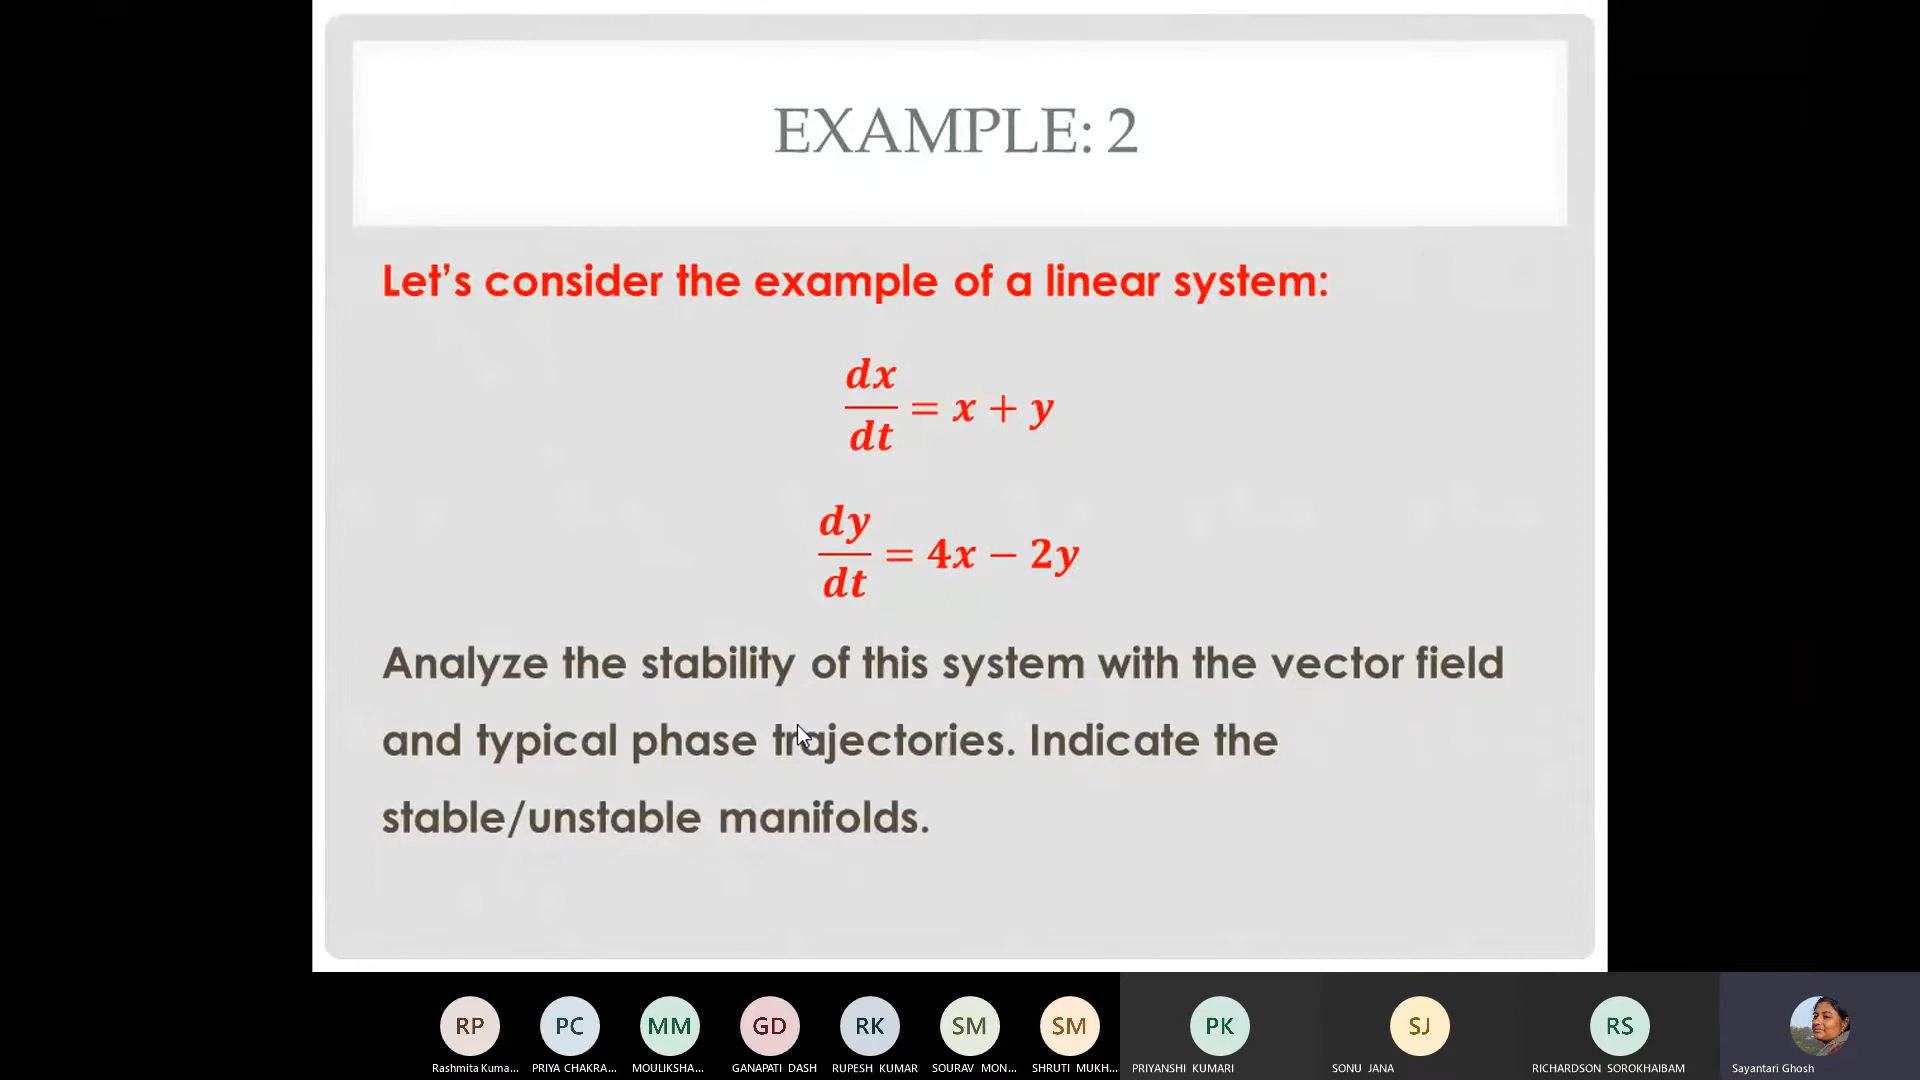 EXAMPLE: 2
Let's consider the example of a linear system:
dx/dt = x + y
dy/dt = 4x − 2y
Analyze the stability of this system with the vector field
and typical phase trajectories. Indicate the
stable/unstable manifolds.
RP PC MM GD RK SM SM PK SJ RS
Rashmita Kuma... PRIYA CHAKRA... MOULIKSHA... GANAPATI DASH RUPESH KUMAR SOURAV MON... SHRUTI MUKH... PRIYANSHI KUMARI SONU JANA RICHARDSON SOROKHAIBAM Sayantari Ghosh